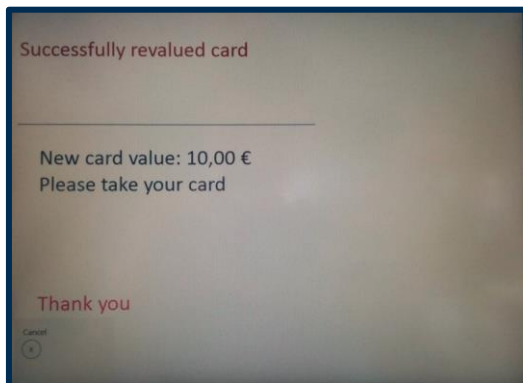 Successfully revalued card
New card value: 10,00 €
Please take your card
Thank you
Cancel
x